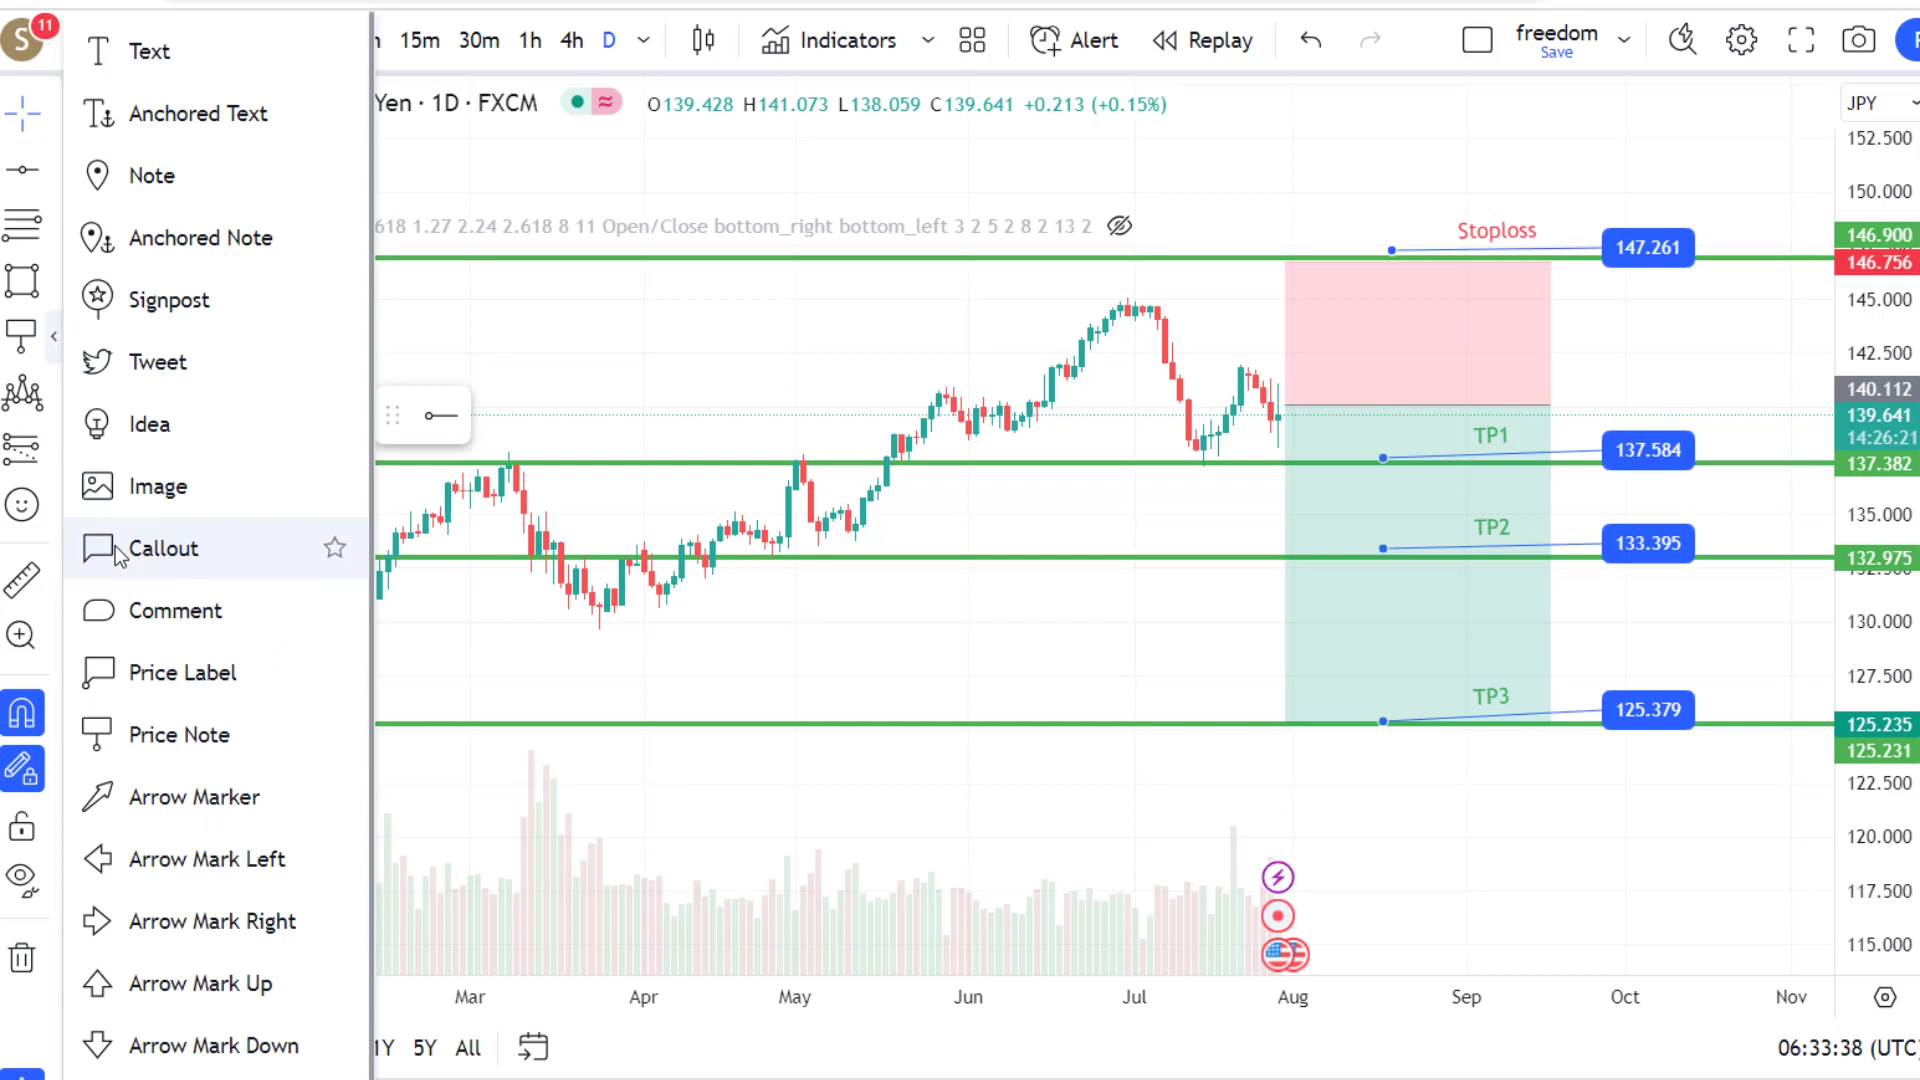 S 11
15m 30m 1h 4h D Indicators Alert Replay freedom
Save
Yen · 1D · FXCM O139.428 H141.073 L138.059 C139.641 +0.213 (+0.15%)
JPY
618 1.27 2.24 2.618 8 11 Open/Close bottom_right bottom_left 3 2 5 2 8 2 13 2
Text
Anchored Text
Note
Anchored Note
Signpost
Tweet
Idea
Image
Callout
Comment
Price Label
Price Note
Arrow Marker
Arrow Mark Left
Arrow Mark Right
Arrow Mark Up
Arrow Mark Down
Stoploss
147.261
TP1
137.584
TP2
133.395
TP3
125.379
152.500
150.000
146.900
146.756
145.000
142.500
140.112
139.641
14:26:21
137.382
135.000
132.975
130.000
127.500
125.235
125.231
122.500
120.000
117.500
115.000
Mar Apr May Jun Jul Aug Sep Oct Nov
1Y 5Y All
06:33:38 (UTC